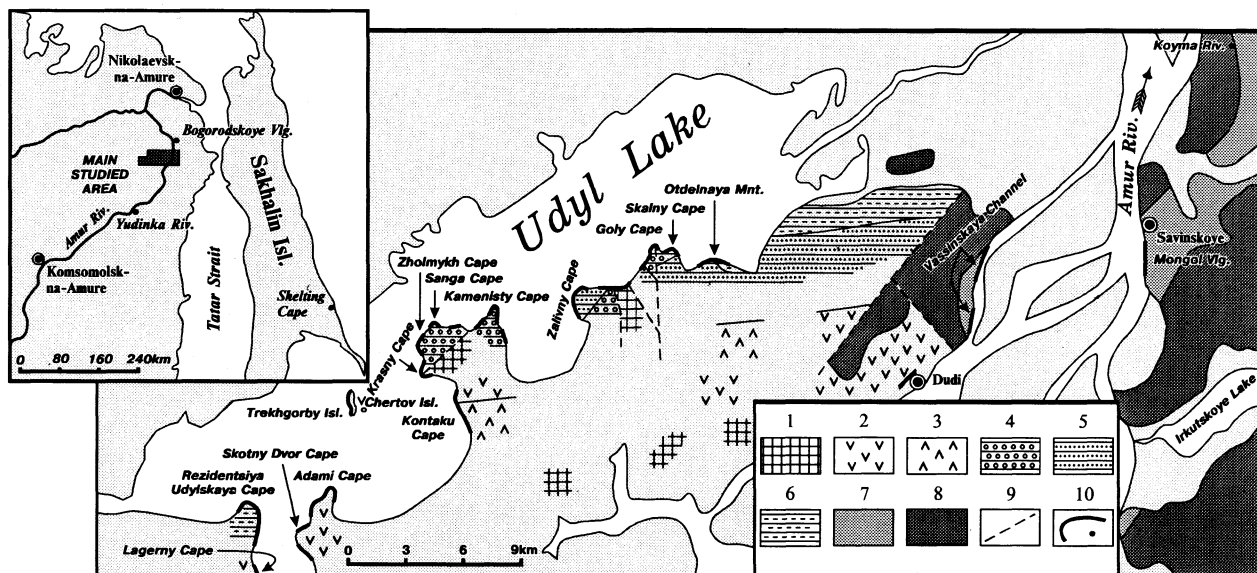 Nikolaevsk-
na-Amure
Bogorodskoye Vlg.
MAIN
STUDIED
AREA
Amur Riv.
Yudinka Riv.
Komsomolsk-
na-Amure
Tatar Strait
Sakhalin Isl.
Shelting
Cape
0 80 160 240km
Udyl Lake
Otdelnaya Mnt.
Skalny Cape
Goly Cape
Zholmykh Cape
Sanga Cape
Kamenisty Cape
Zalivny Cape
Krasny Cape
Trekhgorby Isl.
Chertov Isl.
Kontaku
Cape
Skotny Dvor Cape
Rezidentsiya
Udylskaya Cape
Adami Cape
Lagerny Cape
0 3 6 9km
Koyma Riv.
Amur Riv.
Savinskoye
Mongol Vlg.
Vassinskaya Channel
Dudi
Irkutskoye Lake
1 2 3 4 5
6 7 8 9 10